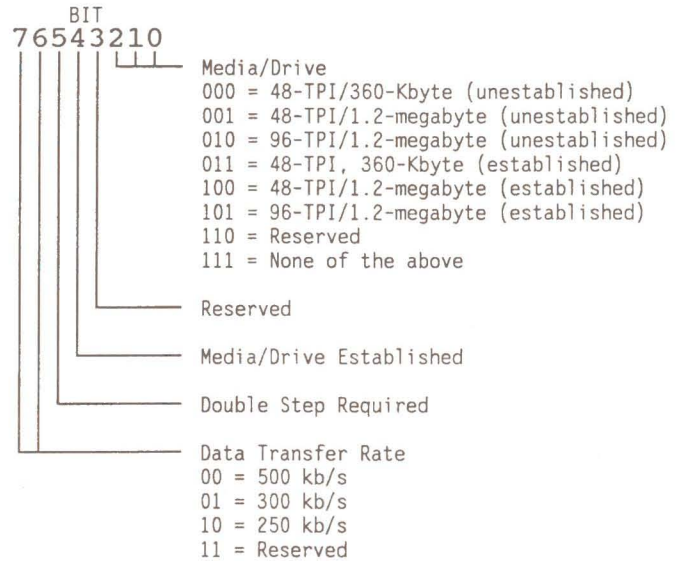 BIT
76543210
Media/Drive
000 = 48-TPI/360-Kbyte (unestablished)
001 = 48-TPI/1.2-megabyte (unestablished)
010 = 96-TPI/1.2-megabyte (unestablished)
011 = 48-TPI, 360-Kbyte (established)
100 = 48-TPI/1.2-megabyte (established)
101 = 96-TPI/1.2-megabyte (established)
110 = Reserved
111 = None of the above
Reserved
Media/Drive Established
Double Step Required
Data Transfer Rate
00 = 500 kb/s
01 = 300 kb/s
10 = 250 kb/s
11 = Reserved